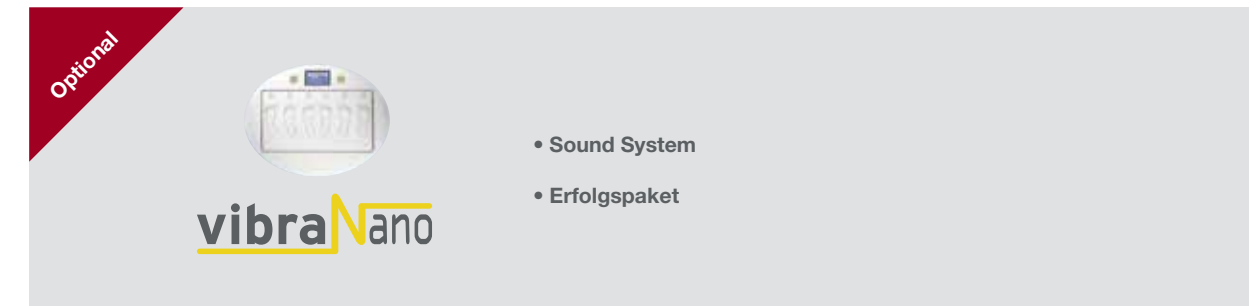 Optional
• Sound System
• Erfolgspaket
vibraNano